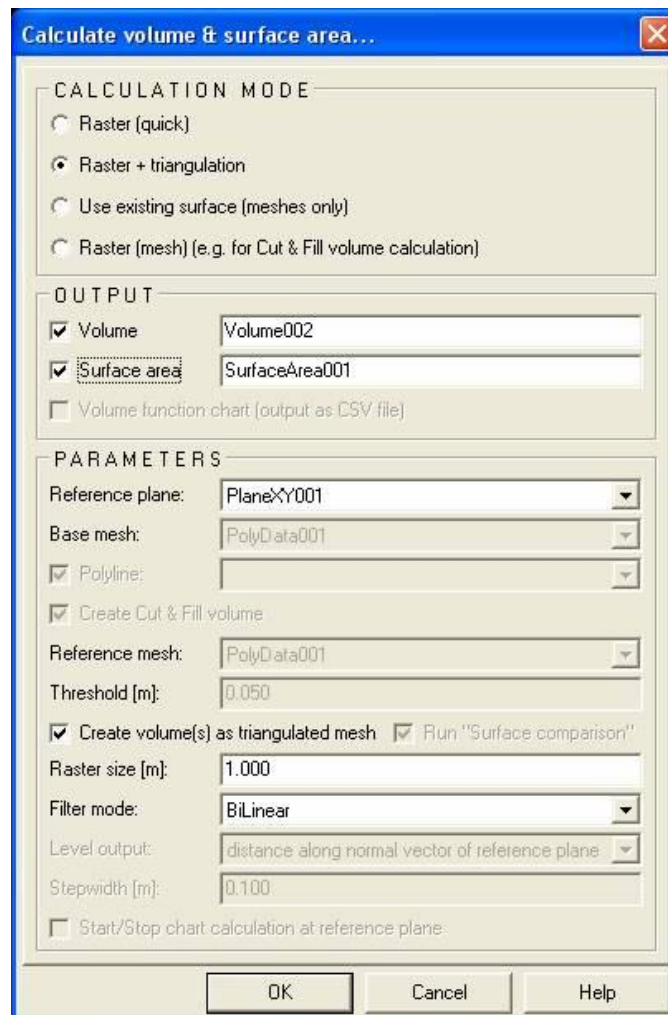 Calculate volume & surface area...
CALCULATION MODE
Raster (quick)
Raster + triangulation
Use existing surface (meshes only)
Raster (mesh) (e.g. for Cut & Fill volume calculation)
OUTPUT
Volume Volume002
Surface area SurfaceArea001
Volume function chart (output as CSV file)
PARAMETERS
Reference plane: PlaneXY001
Base mesh: PolyData001
Polyline:
Create Cut & Fill volume
Reference mesh: PolyData001
Threshold [m]: 0.050
Create volume(s) as triangulated mesh Run "Surface comparison"
Raster size [m]: 1.000
Filter mode: BiLinear
Level output: distance along normal vector of reference plane
Stepwidth [m]: 0.100
Start/Stop chart calculation at reference plane
OK Cancel Help